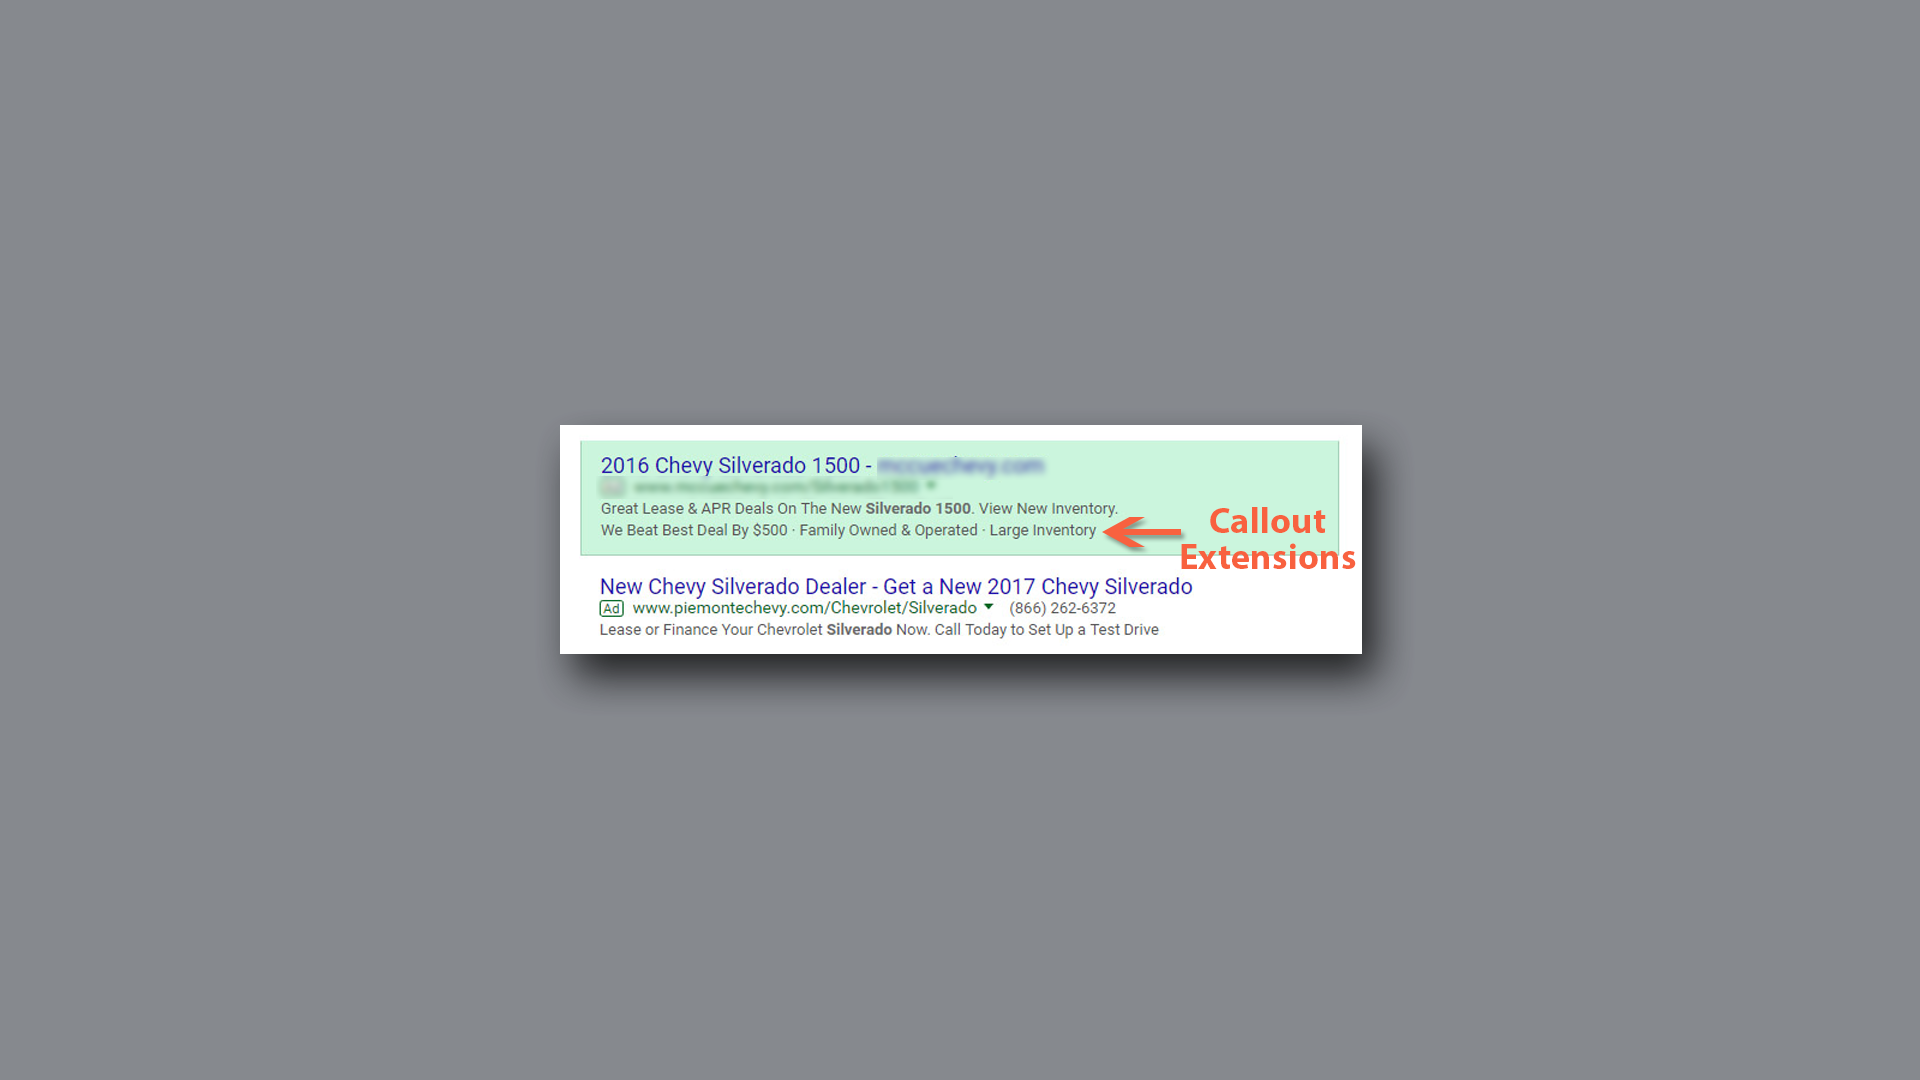 2016 Chevy Silverado 1500 -
Great Lease & APR Deals On The New Silverado 1500. View New Inventory.
We Beat Best Deal By $500 · Family Owned & Operated · Large Inventory
Callout
Extensions
New Chevy Silverado Dealer - Get a New 2017 Chevy Silverado
Ad www.piemontechevy.com/Chevrolet/Silverado (866) 262-6372
Lease or Finance Your Chevrolet Silverado Now. Call Today to Set Up a Test Drive